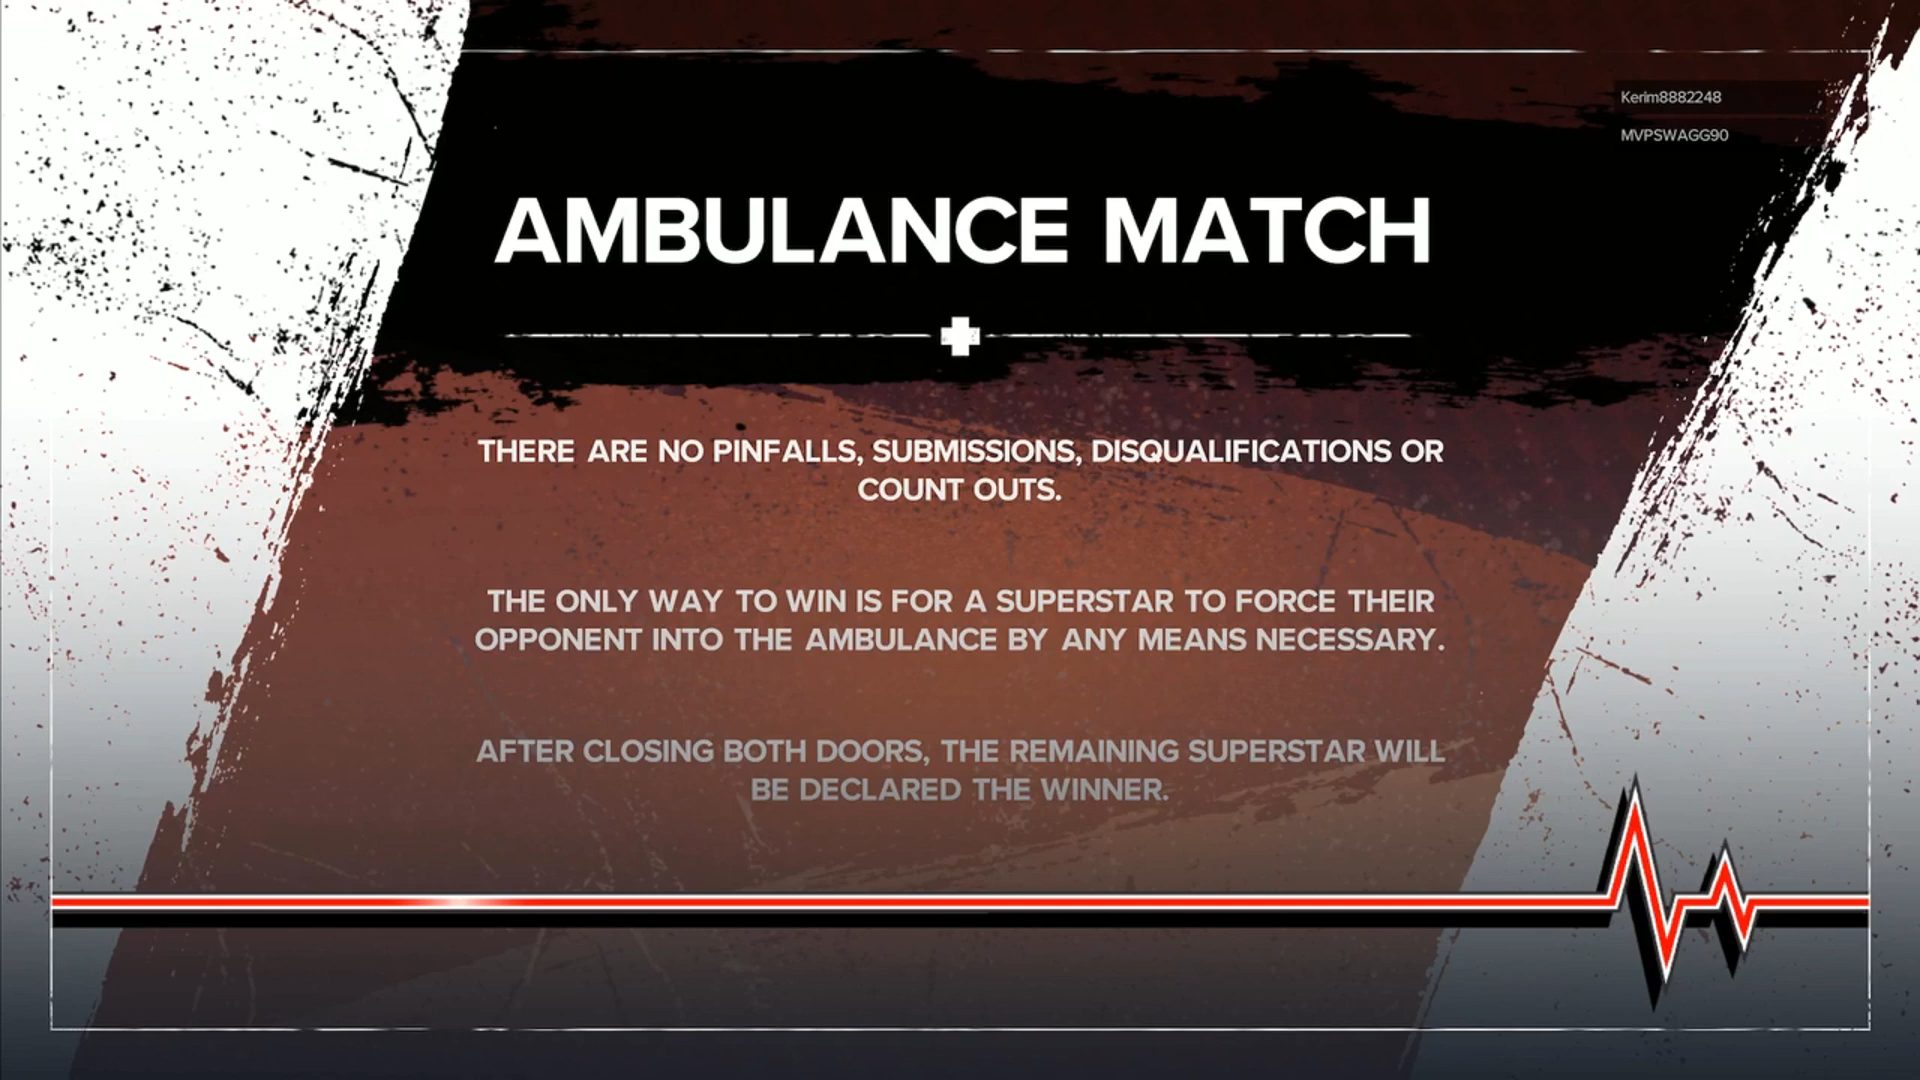 Kerim8882248
MVPSWAGG90
AMBULANCE MATCH
THERE ARE NO PINFALLS, SUBMISSIONS, DISQUALIFICATIONS OR
COUNT OUTS.
THE ONLY WAY TO WIN IS FOR A SUPERSTAR TO FORCE THEIR
OPPONENT INTO THE AMBULANCE BY ANY MEANS NECESSARY.
AFTER CLOSING BOTH DOORS, THE REMAINING SUPERSTAR WILL
BE DECLARED THE WINNER.